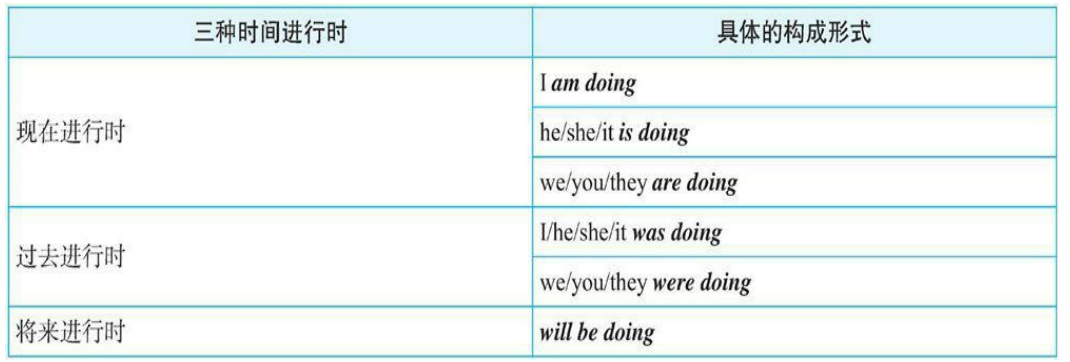 三种时间进行时
具体的构成形式
现在进行时
I am doing
he/she/it is doing
we/you/they are doing
过去进行时
I/he/she/it was doing
we/you/they were doing
将来进行时
will be doing